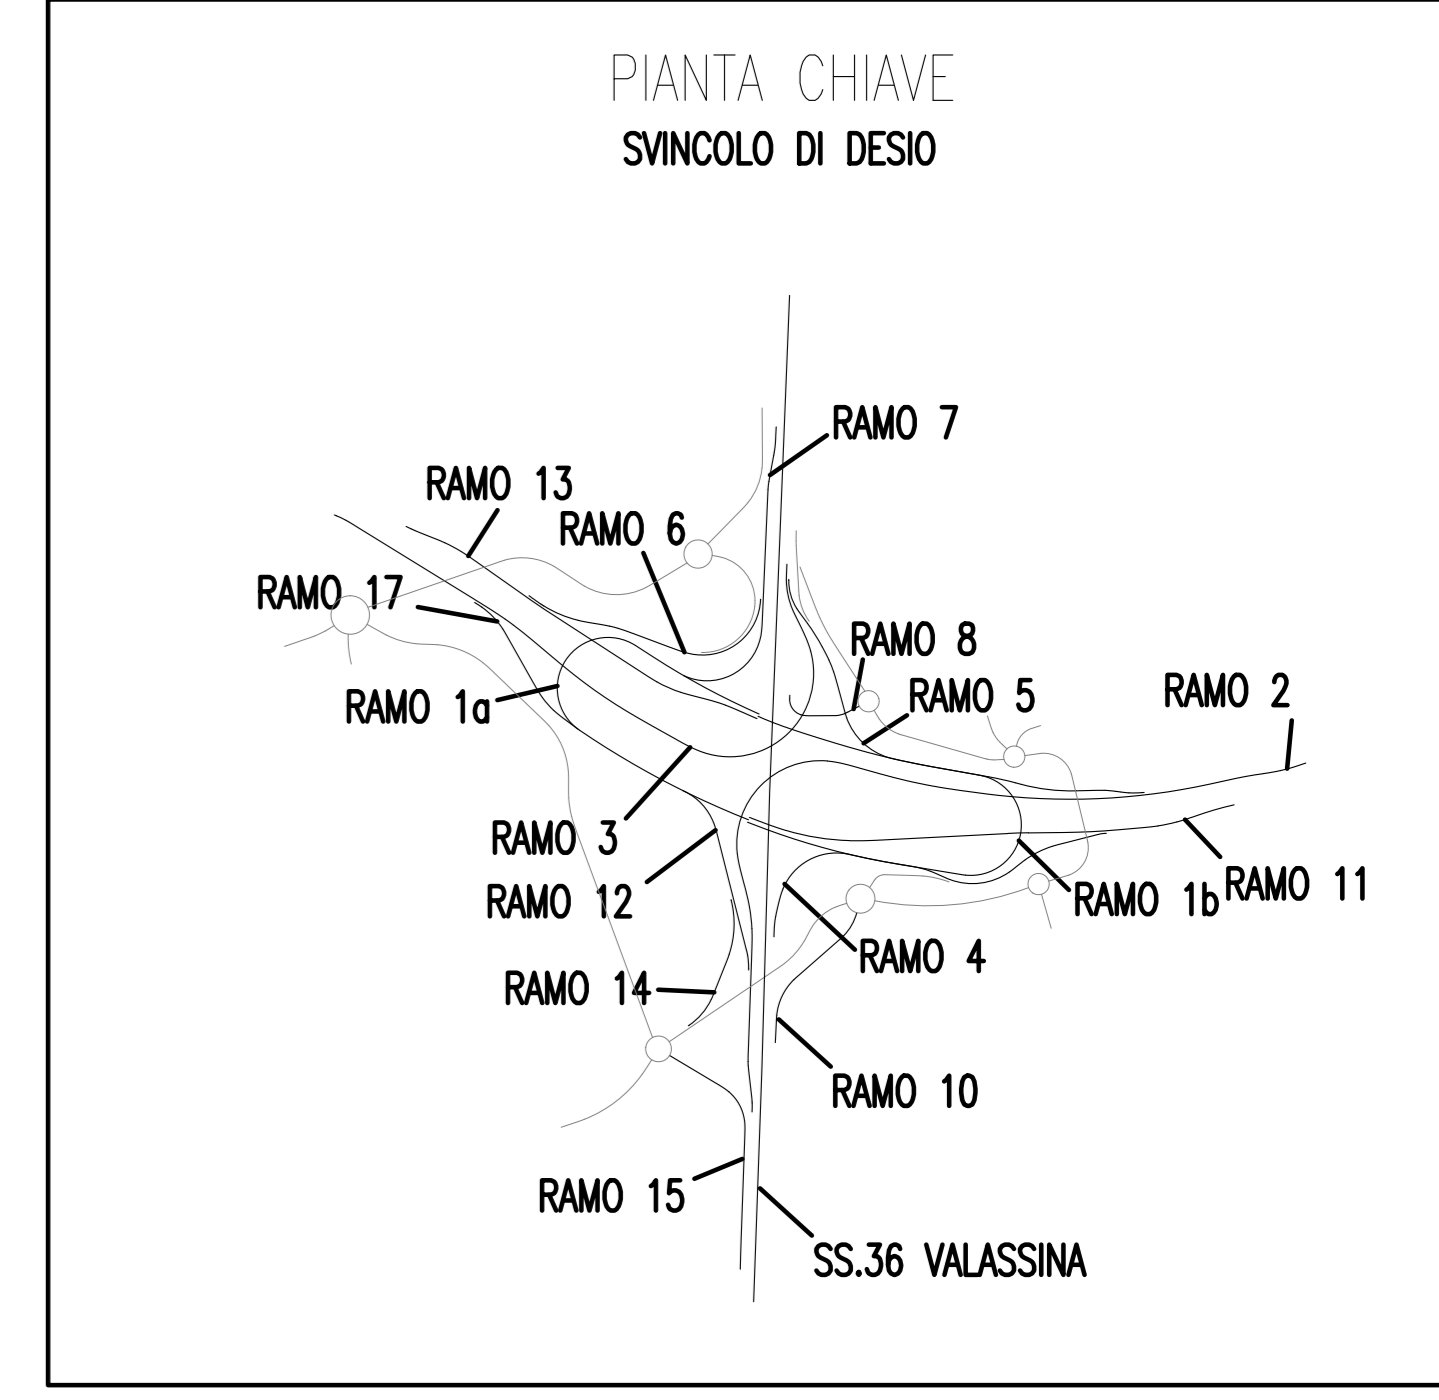 PIANTA CHIAVE
SVINCOLO DI DESIO
RAMO 7
RAMO 13
RAMO 6
RAMO 17
RAMO 8
RAMO 5
RAMO 2
RAMO 1a
RAMO 3
RAMO 12
RAMO 1b
RAMO 11
RAMO 4
RAMO 14
RAMO 10
RAMO 15
SS.36 VALASSINA